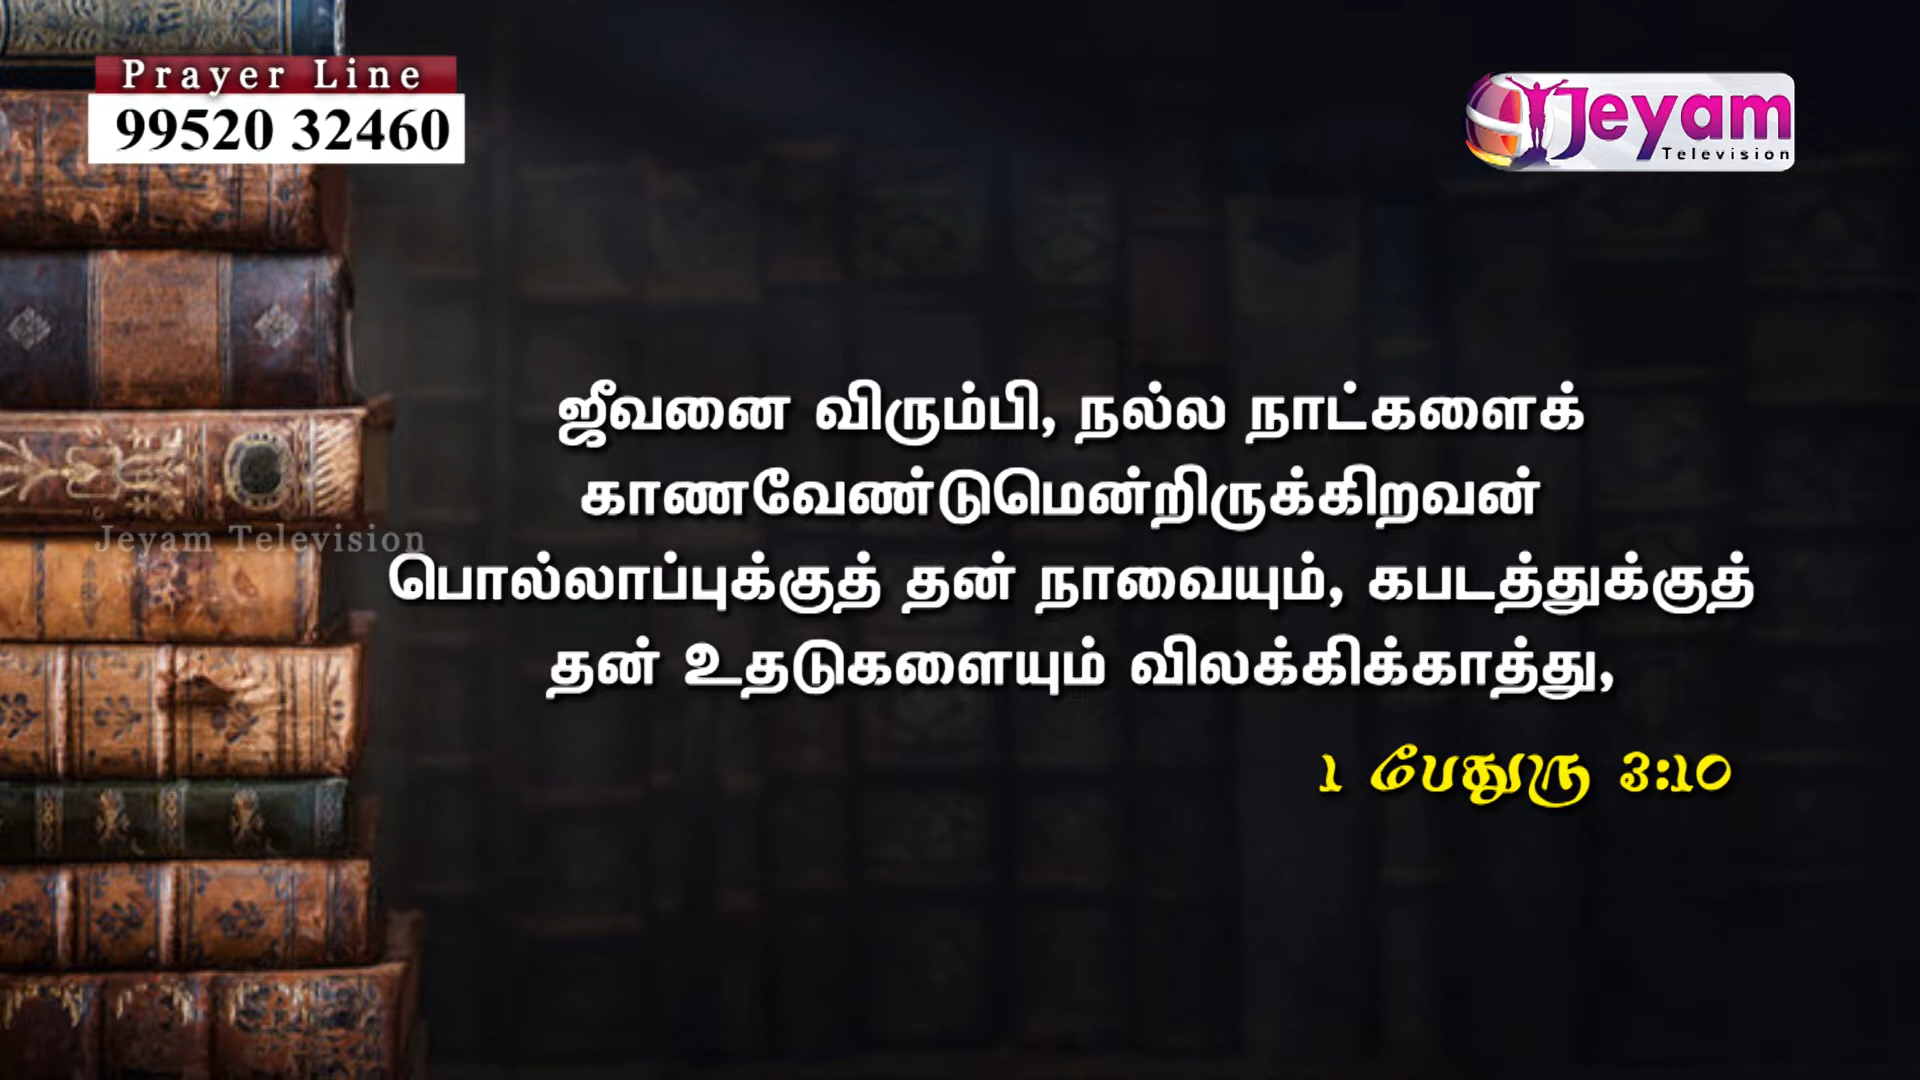 Prayer Line
99520 32460
Jeyam
Television
ஜீவனை விரும்பி, நல்ல நாட்களைக்
காணவேண்டுமென்றிருக்கிறவன்
Jeyam Television
பொல்லாப்புக்குத் தன் நாவையும், கபடத்துக்குத்
தன் உதடுகளையும் விலக்கிக்காத்து,
1 பேதுரு 3:10